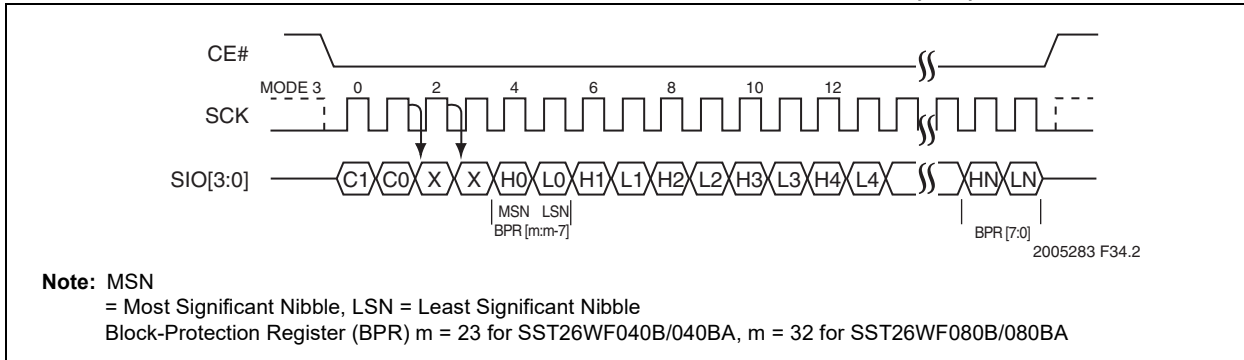 CE#
MODE 3 0 2 4 6 8 10 12
SCK
SIO[3:0] C1 C0 X X H0 L0 H1 L1 H2 L2 H3 L3 H4 L4 HN LN
MSN LSN
BPR [m:m-7] BPR [7:0]
2005283 F34.2
Note: MSN
= Most Significant Nibble, LSN = Least Significant Nibble
Block-Protection Register (BPR) m = 23 for SST26WF040B/040BA, m = 32 for SST26WF080B/080BA